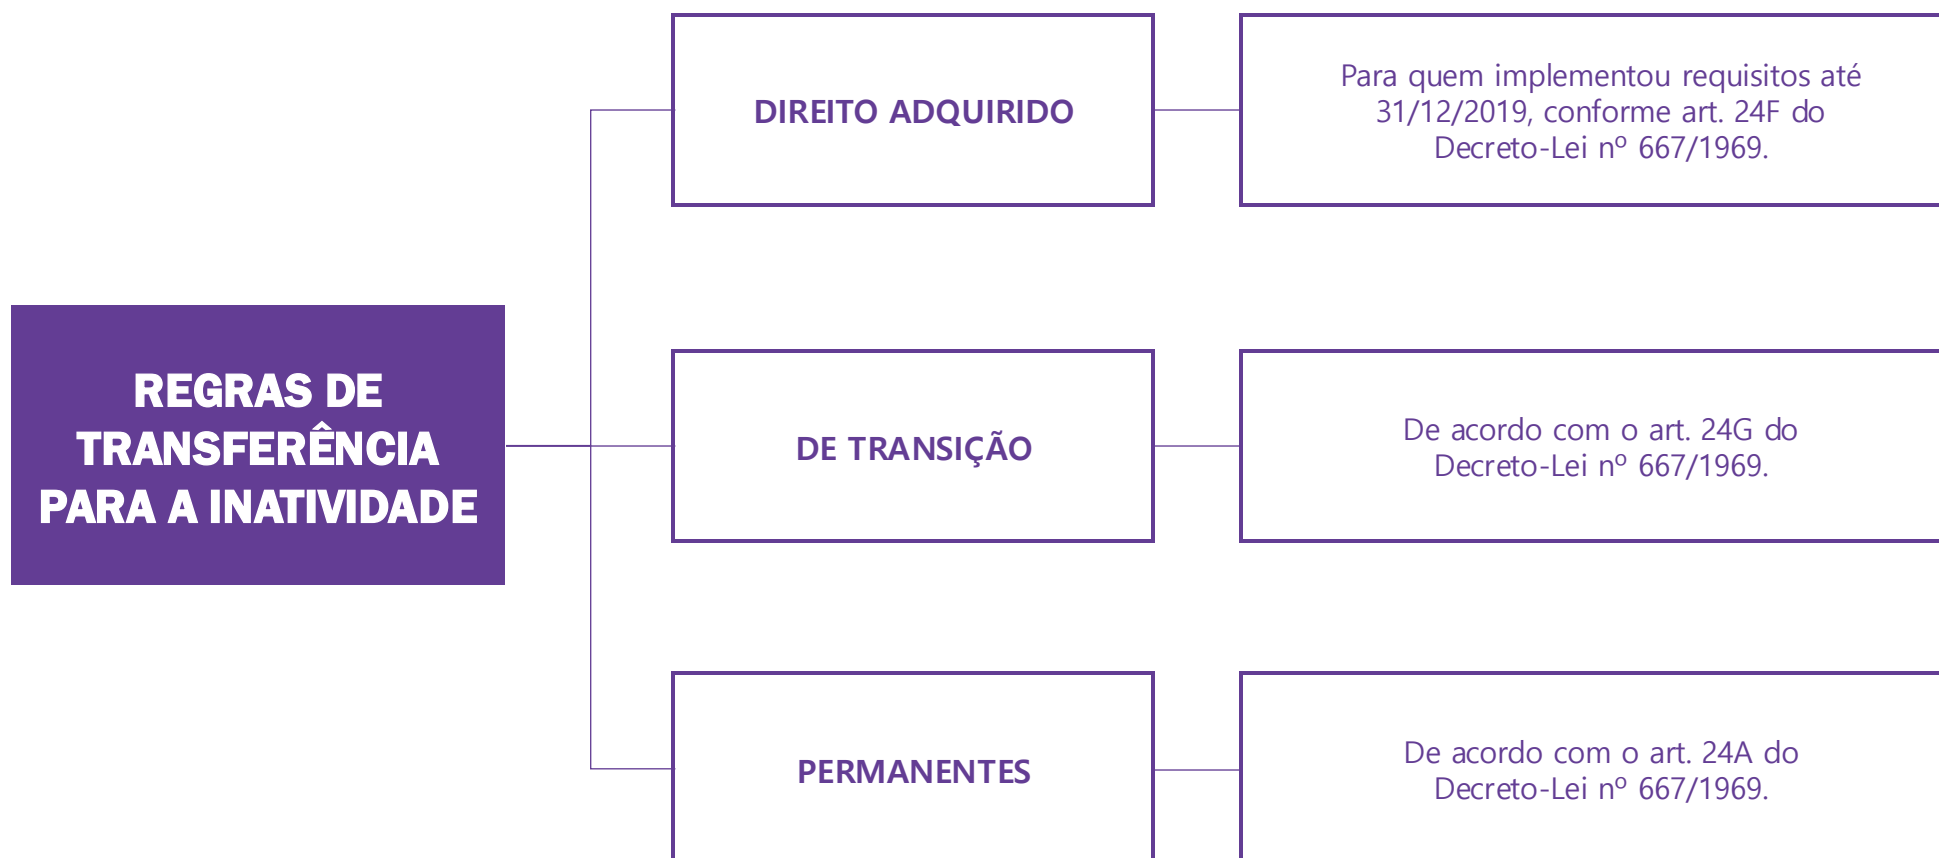 REGRAS DE
TRANSFERÊNCIA
PARA A INATIVIDADE
DIREITO ADQUIRIDO
Para quem implementou requisitos até
31/12/2019, conforme art. 24F do
Decreto-Lei nº 667/1969.
DE TRANSIÇÃO
De acordo com o art. 24G do
Decreto-Lei nº 667/1969.
PERMANENTES
De acordo com o art. 24A do
Decreto-Lei nº 667/1969.